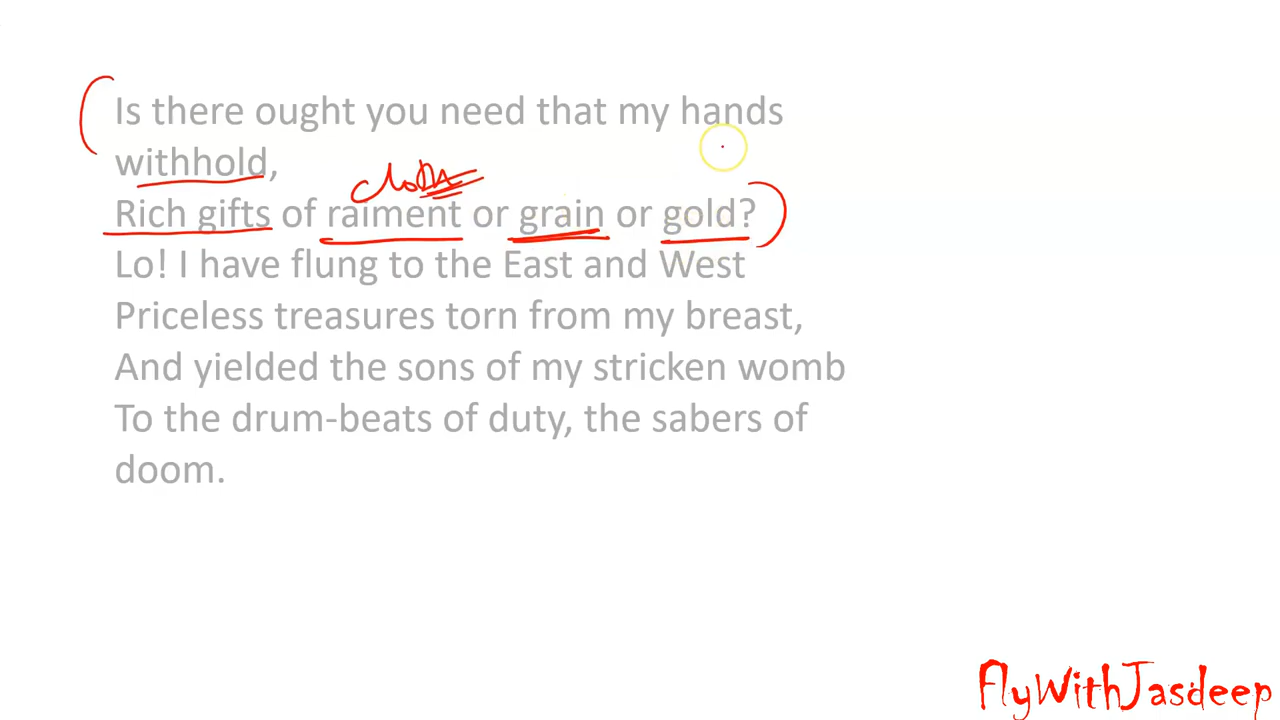 Is there ought you need that my hands
withhold,
Rich gifts of raiment or grain or gold?
Lo! I have flung to the East and West
Priceless treasures torn from my breast,
And yielded the sons of my stricken womb
To the drum-beats of duty, the sabers of
doom.
FlyWithJasdeep